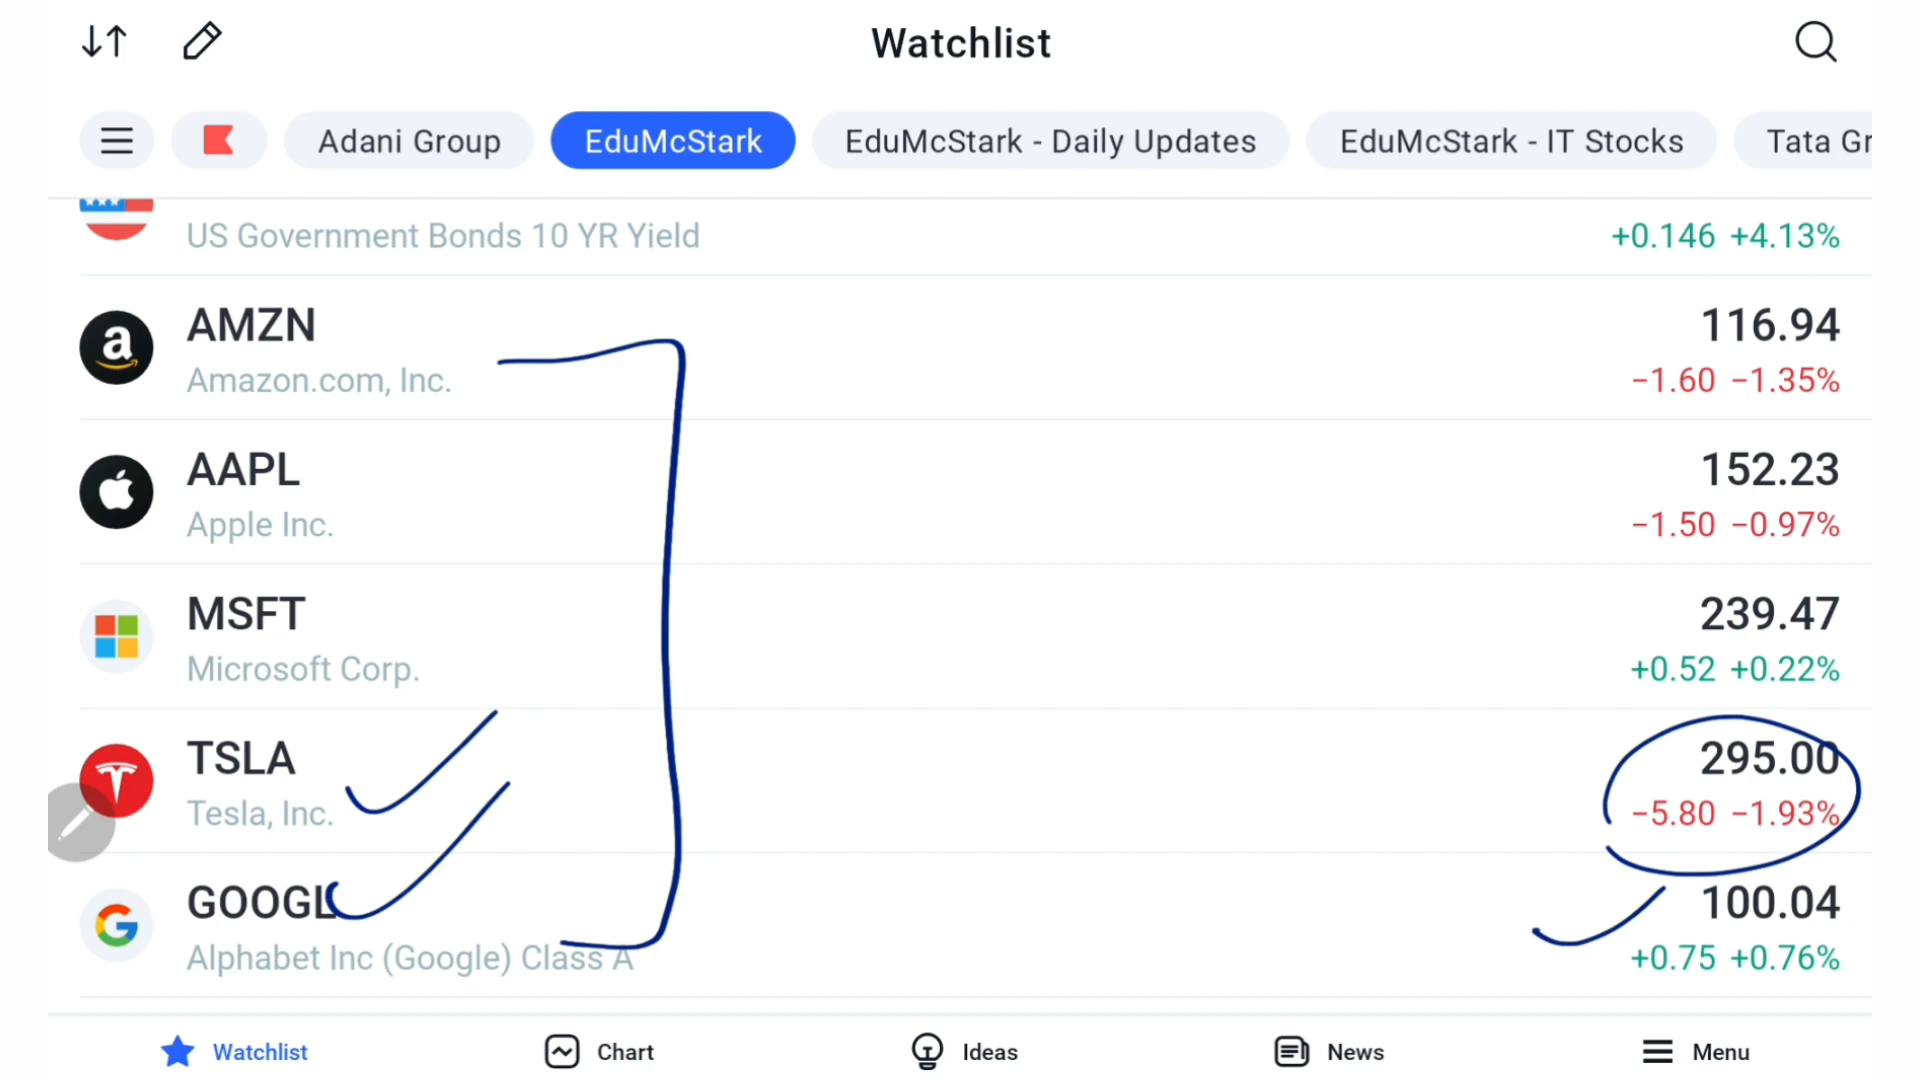 Watchlist
Adani Group
EduMcStark
EduMcStark - Daily Updates
EduMcStark - IT Stocks
Tata Gr
US Government Bonds 10 YR Yield
+0.146 +4.13%
AMZN
116.94
Amazon.com, Inc.
−1.60 −1.35%
AAPL
152.23
Apple Inc.
−1.50 −0.97%
MSFT
239.47
Microsoft Corp.
+0.52 +0.22%
TSLA
295.00
Tesla, Inc.
−5.80 −1.93%
GOOGL
100.04
Alphabet Inc (Google) Class A
+0.75 +0.76%
Watchlist
Chart
Ideas
News
Menu